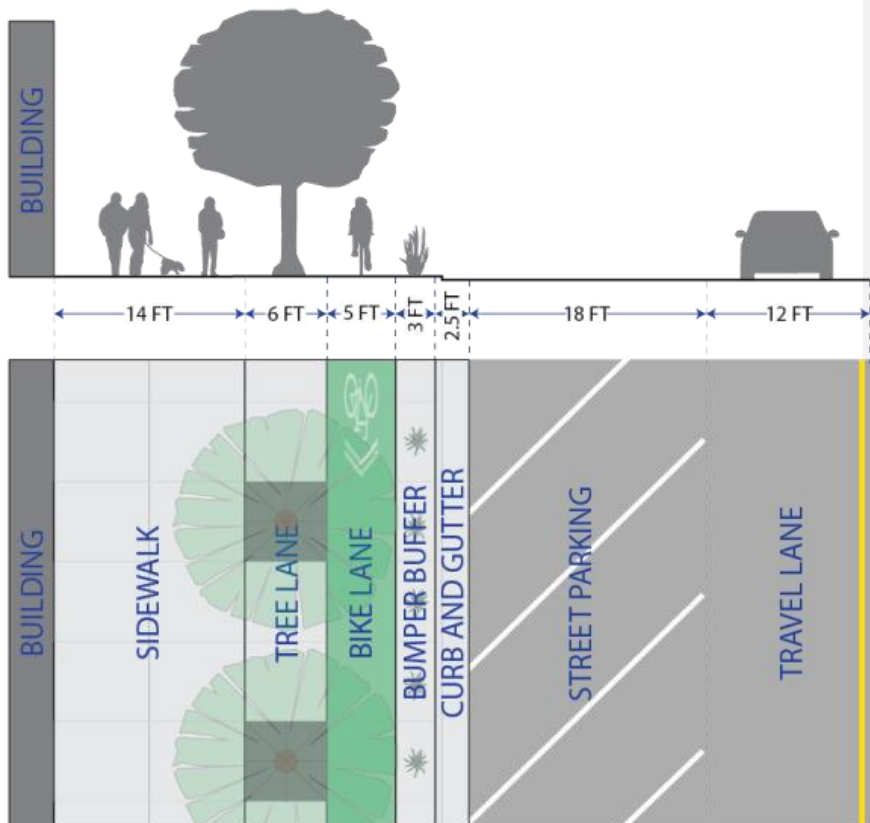 BUILDING
14 FT
6 FT
5 FT
3 FT
2.5 FT
18 FT
12 FT
BUILDING
SIDEWALK
TREE LANE
BIKE LANE
BUMPER BUFFER
CURB AND GUTTER
STREET PARKING
TRAVEL LANE